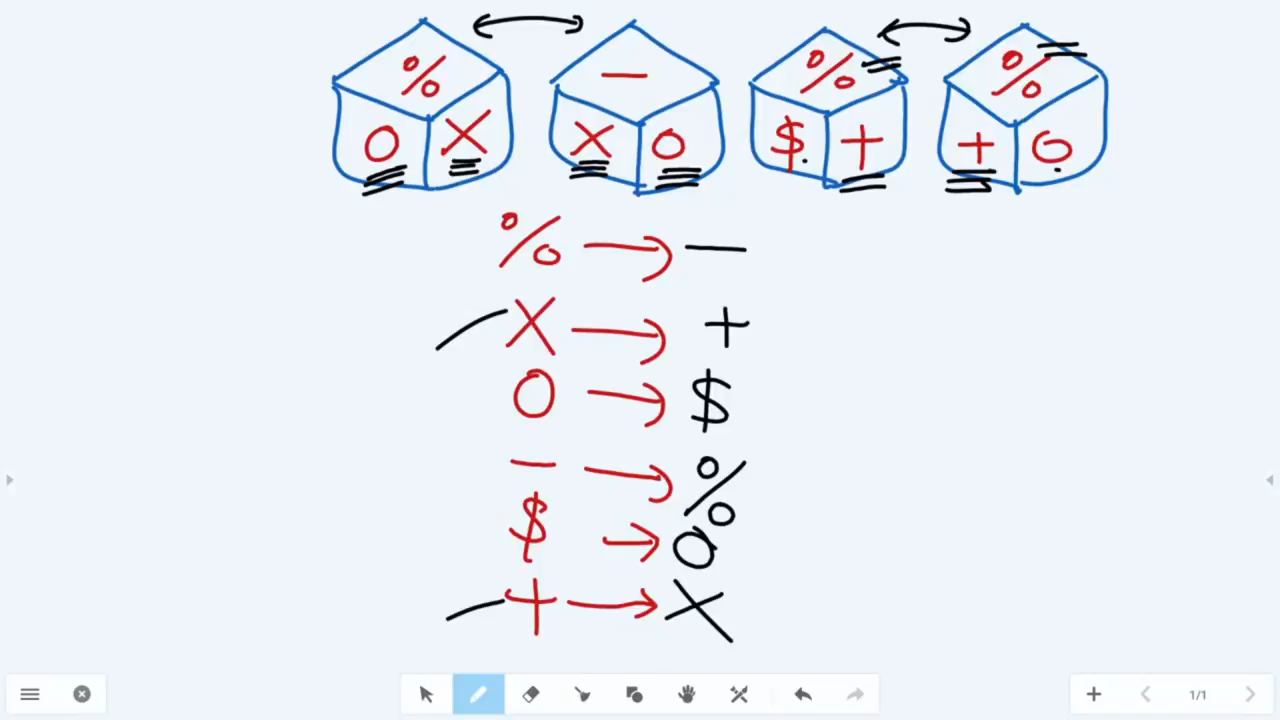 % - % %
O X X O $ + + O
% → -
X → +
O → $
- → %
$ → O
+ → X
1/1